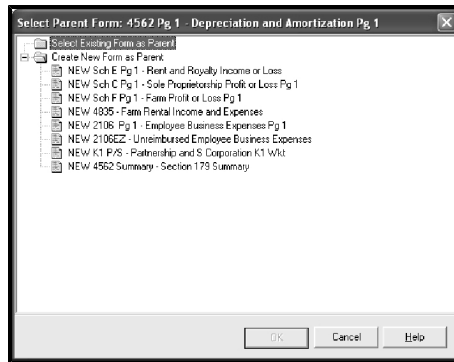 Select Parent Form: 4562 Pg 1 - Depreciation and Amortization Pg 1
Select Existing Form as Parent
Create New Form as Parent
NEW Sch E Pg 1 - Rent and Royalty Income or Loss
NEW Sch C Pg 1 - Sole Proprietorship Profit or Loss Pg 1
NEW Sch F Pg 1 - Farm Profit or Loss Pg 1
NEW 4835 - Farm Rental Income and Expenses
NEW 2106 Pg 1 - Employee Business Expenses Pg 1
NEW 2106EZ - Unreimbursed Employee Business Expenses
NEW K1 P/S - Partnership and S Corporation K1 Wkt
NEW 4562 Summary - Section 179 Summary
OK Cancel Help